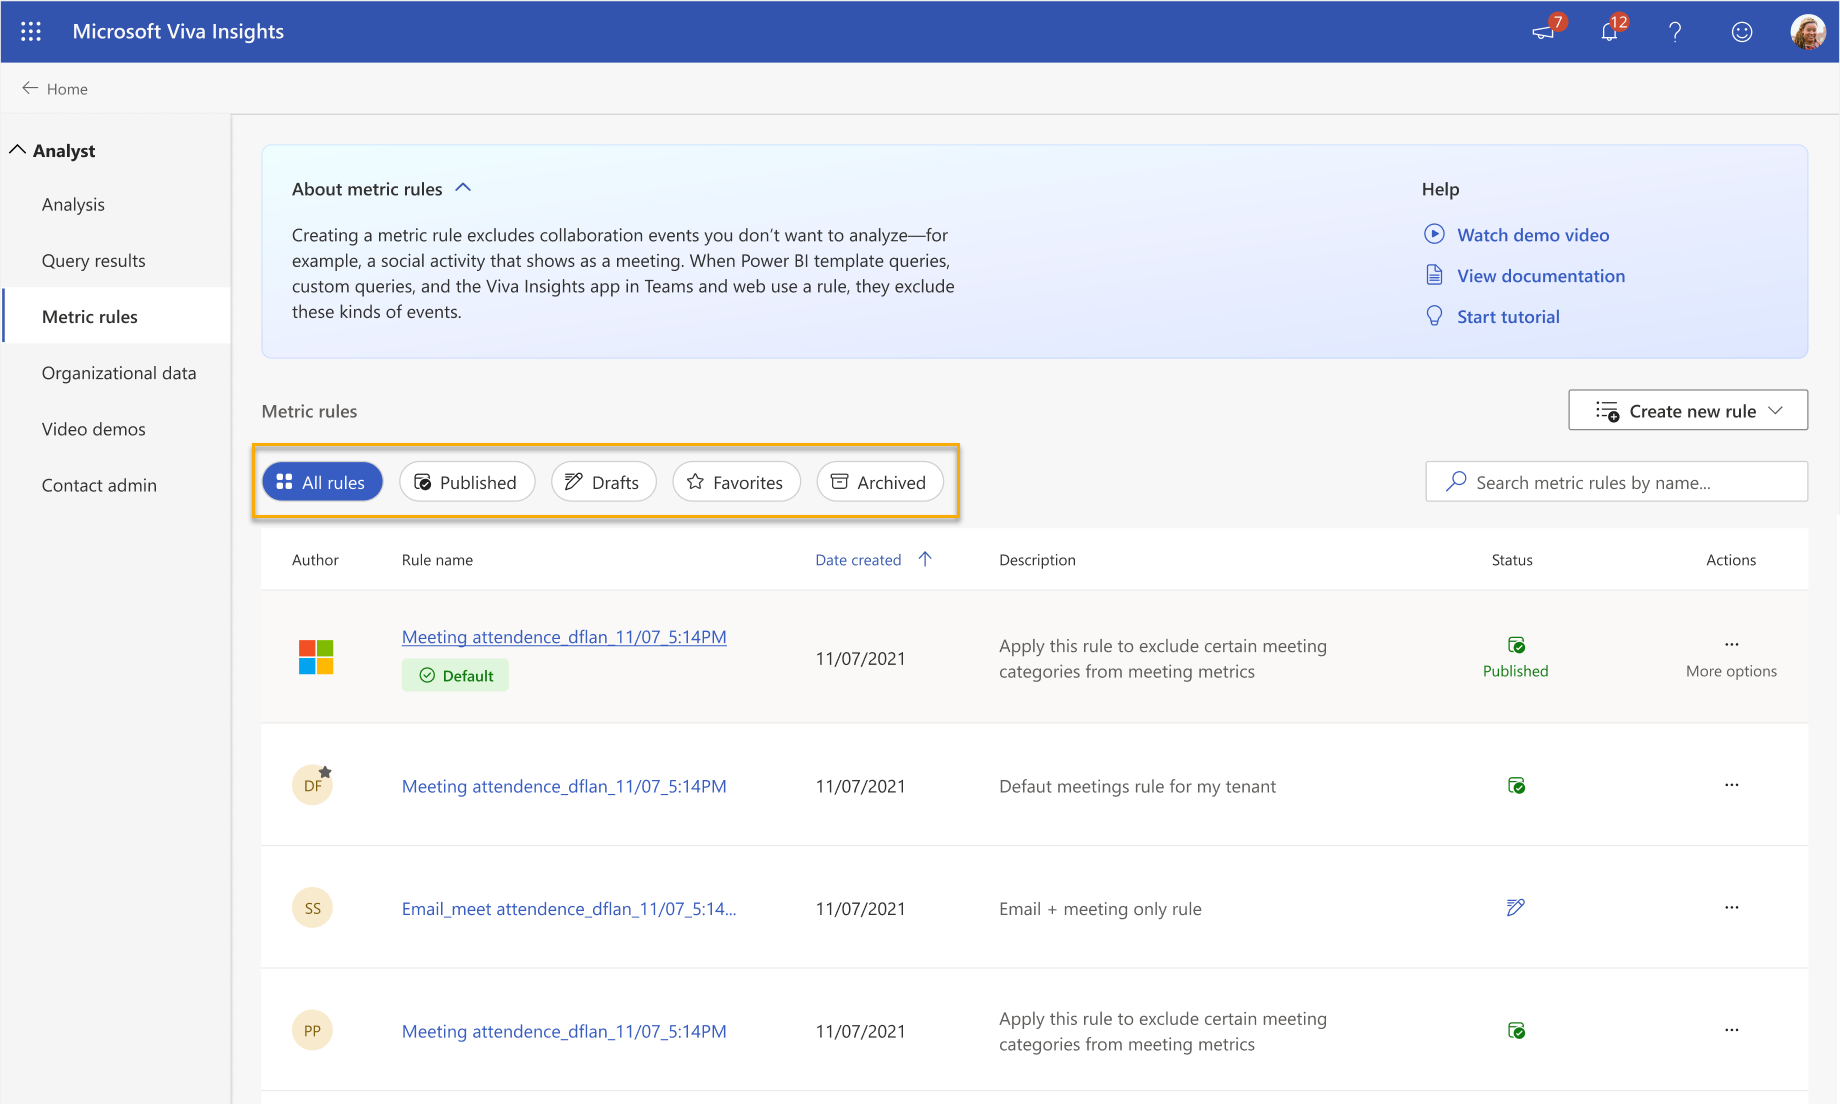 Microsoft Viva Insights
7
12
Home
Analyst
Analysis
Query results
Metric rules
Organizational data
Video demos
Contact admin
About metric rules
Creating a metric rule excludes collaboration events you don’t want to analyze—for
example, a social activity that shows as a meeting. When Power BI template queries,
custom queries, and the Viva Insights app in Teams and web use a rule, they exclude
these kinds of events.
Help
Watch demo video
View documentation
Start tutorial
Metric rules
Create new rule
All rules
Published
Drafts
Favorites
Archived
Search metric rules by name...
Author
Rule name
Date created
Description
Status
Actions
Meeting attendence_dflan_11/07_5:14PM
Default
11/07/2021
Apply this rule to exclude certain meeting
categories from meeting metrics
Published
More options
DF
Meeting attendence_dflan_11/07_5:14PM
11/07/2021
Defaut meetings rule for my tenant
SS
Email_meet attendence_dflan_11/07_5:14...
11/07/2021
Email + meeting only rule
PP
Meeting attendence_dflan_11/07_5:14PM
11/07/2021
Apply this rule to exclude certain meeting
categories from meeting metrics